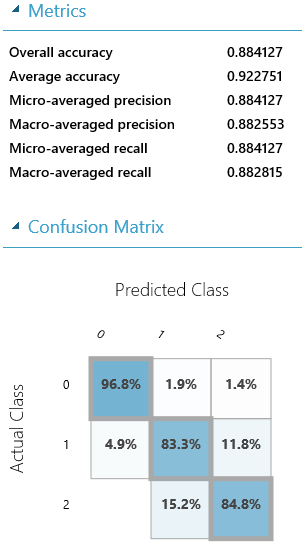 Metrics
Overall accuracy 0.884127
Average accuracy 0.922751
Micro-averaged precision 0.884127
Macro-averaged precision 0.882553
Micro-averaged recall 0.884127
Macro-averaged recall 0.882815
Confusion Matrix
Predicted Class
0 1 2
Actual Class
0 96.8% 1.9% 1.4%
1 4.9% 83.3% 11.8%
2 15.2% 84.8%